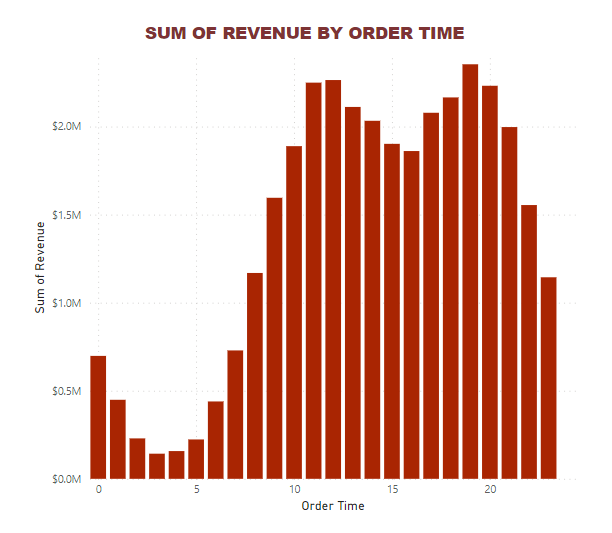 SUM OF REVENUE BY ORDER TIME
Sum of Revenue
$2.0M
$1.5M
$1.0M
$0.5M
$0.0M
0 5 10 15 20
Order Time